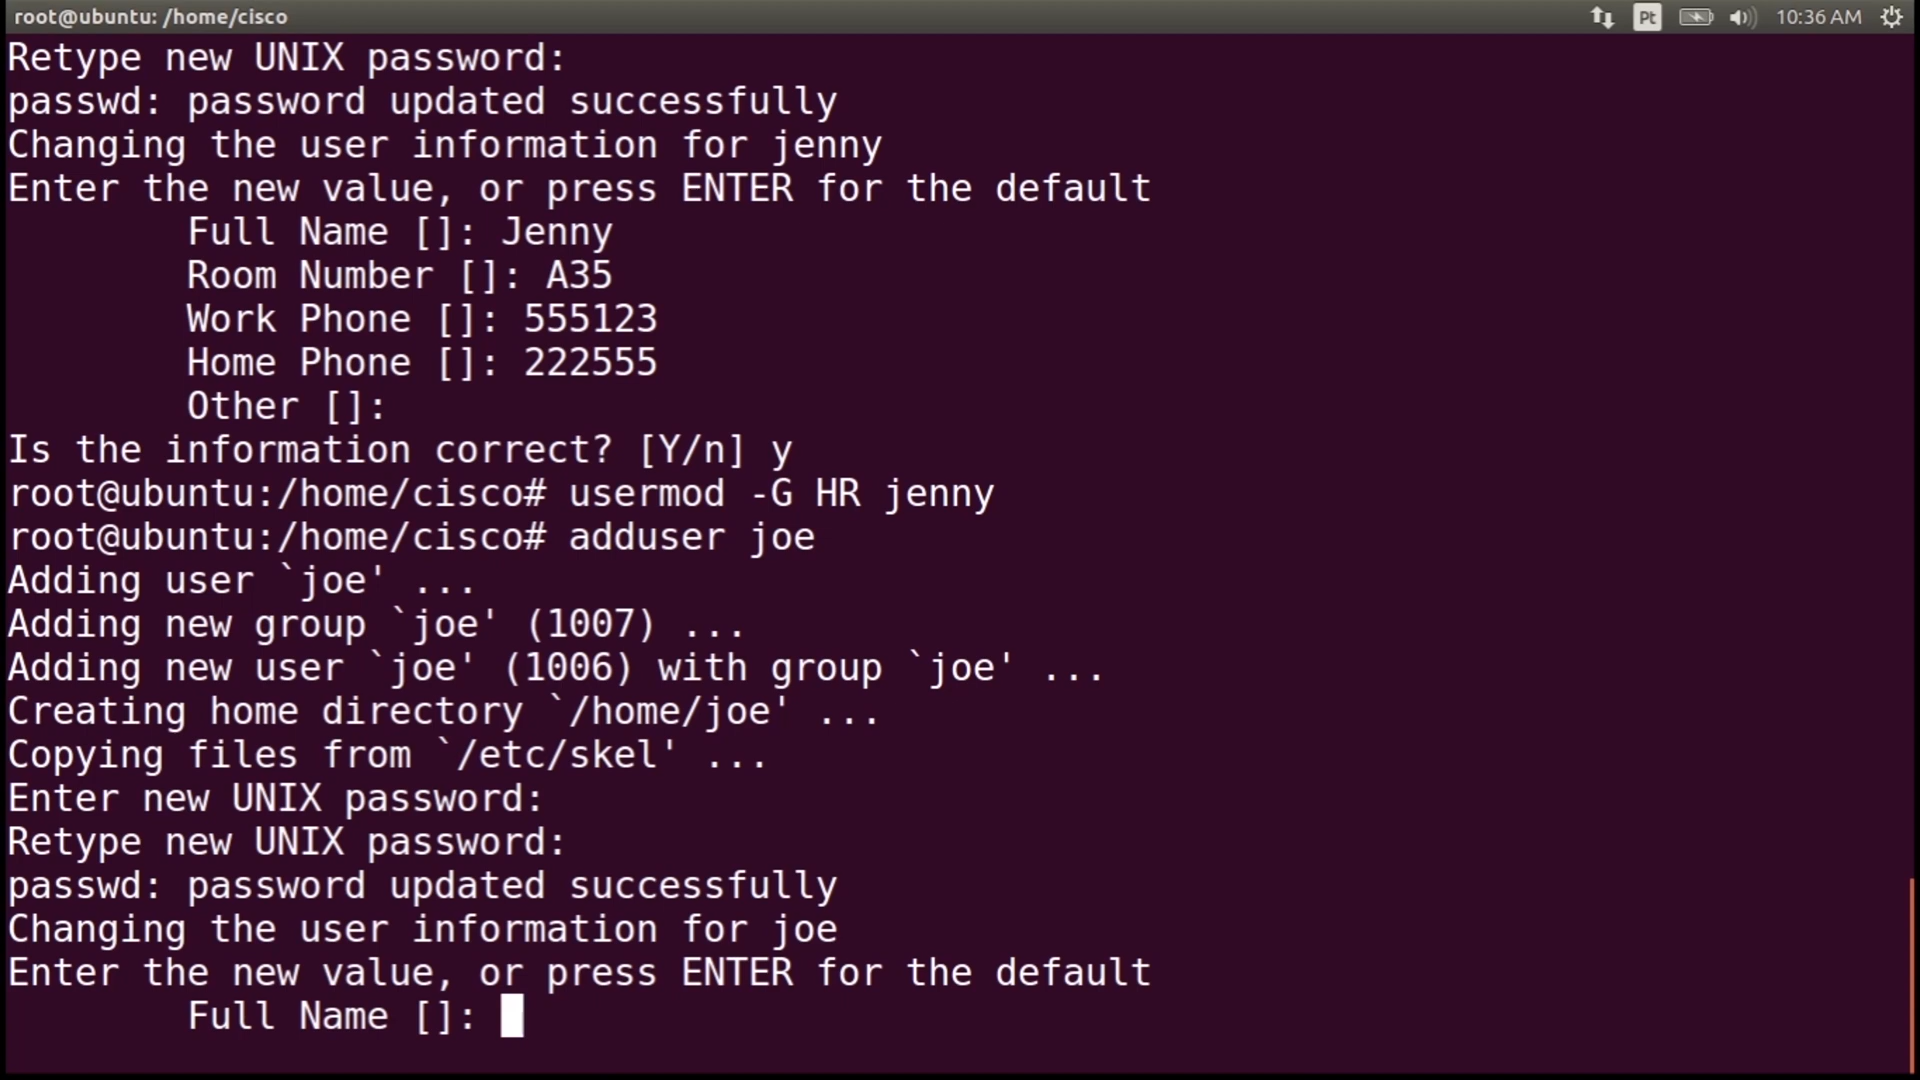 root@ubuntu: /home/cisco
Pt
10:36 AM
Retype new UNIX password:
passwd: password updated successfully
Changing the user information for jenny
Enter the new value, or press ENTER for the default
Full Name []: Jenny
Room Number []: A35
Work Phone []: 555123
Home Phone []: 222555
Other []:
Is the information correct? [Y/n] y
root@ubuntu:/home/cisco# usermod -G HR jenny
root@ubuntu:/home/cisco# adduser joe
Adding user `joe' ...
Adding new group `joe' (1007) ...
Adding new user `joe' (1006) with group `joe' ...
Creating home directory `/home/joe' ...
Copying files from `/etc/skel' ...
Enter new UNIX password:
Retype new UNIX password:
passwd: password updated successfully
Changing the user information for joe
Enter the new value, or press ENTER for the default
Full Name []: